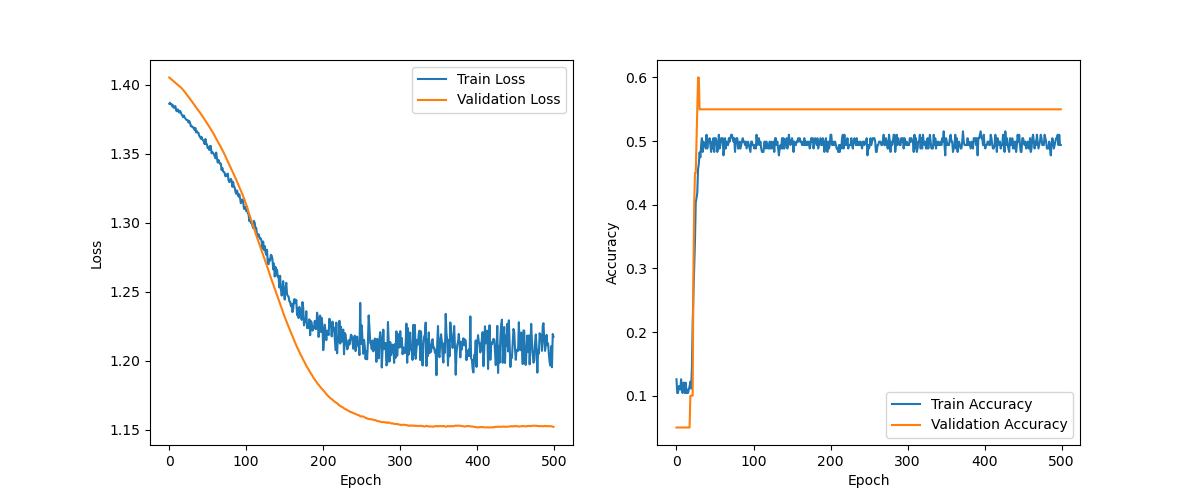 Loss
1.40
1.35
1.30
1.25
1.20
1.15
0 100 200 300 400 500
Epoch
Train Loss
Validation Loss
Accuracy
0.6
0.5
0.4
0.3
0.2
0.1
0 100 200 300 400 500
Epoch
Train Accuracy
Validation Accuracy